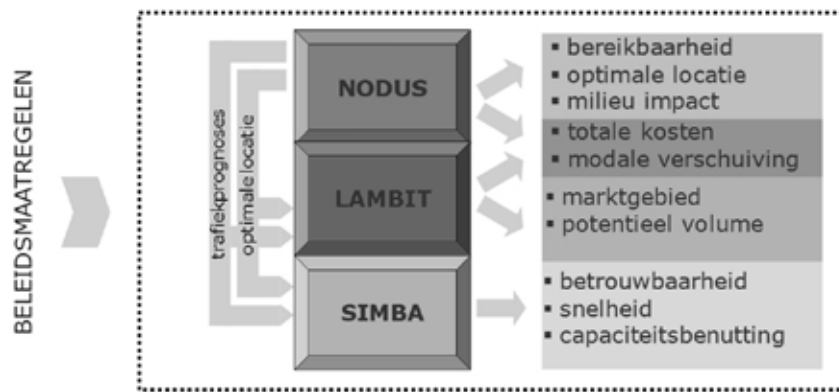 BELEIDSMAATREGELEN
trafiekprognoses
optimale locatie
NODUS
LAMBIT
SIMBA
▪ bereikbaarheid
▪ optimale locatie
▪ milieu impact
▪ totale kosten
▪ modale verschuiving
▪ marktgebied
▪ potentieel volume
▪ betrouwbaarheid
▪ snelheid
▪ capaciteitsbenutting